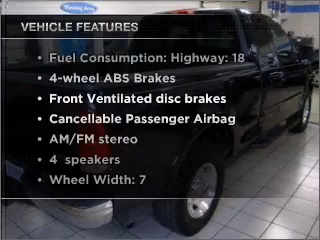 VEHICLE FEATURES
• Fuel Consumption: Highway: 18
• 4-wheel ABS Brakes
• Front Ventilated disc brakes
• Cancellable Passenger Airbag
• AM/FM stereo
• 4 speakers
• Wheel Width: 7